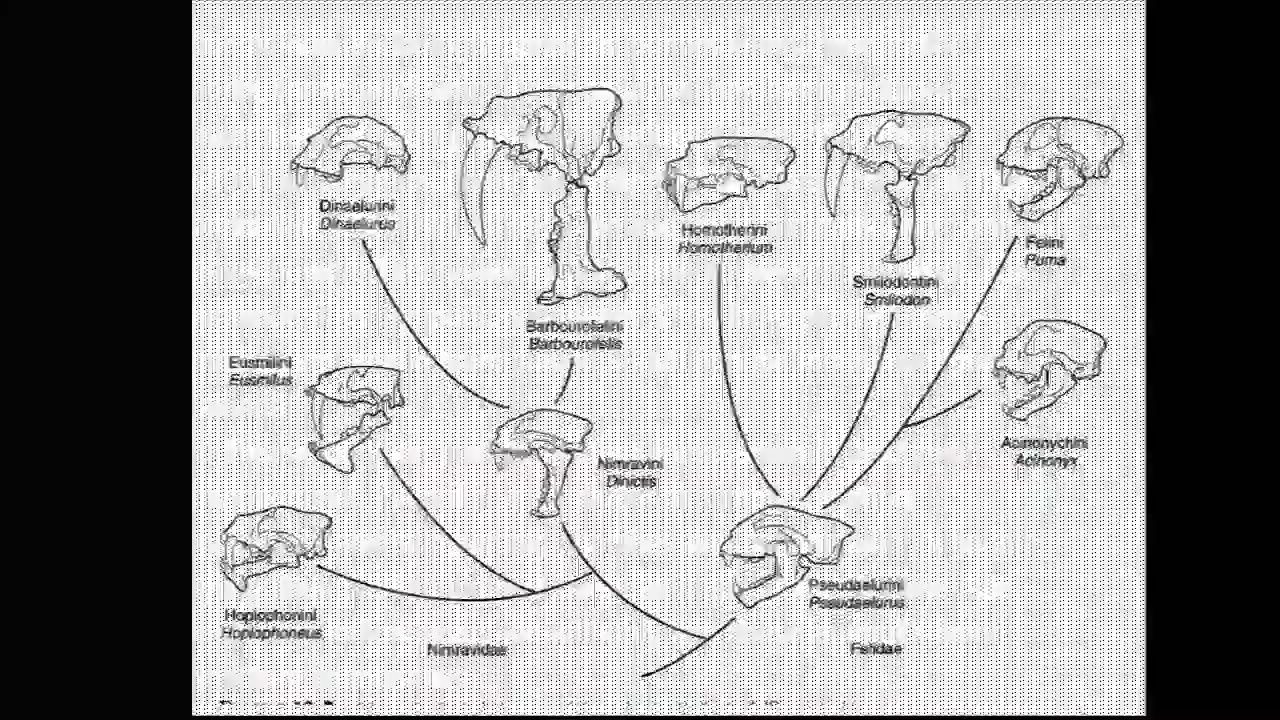 Dinaelurini
Dinaelurus
Homotherini
Homotherium
Felini
Puma
Smilodontini
Smilodon
Barbourofelini
Barbourofelis
Eusmilini
Eusmilus
Acinonychini
Acinonyx
Nimravini
Dinictis
Pseudaelurini
Pseudaelurus
Hoplophonini
Hoplophoneus
Nimravidae
Felidae